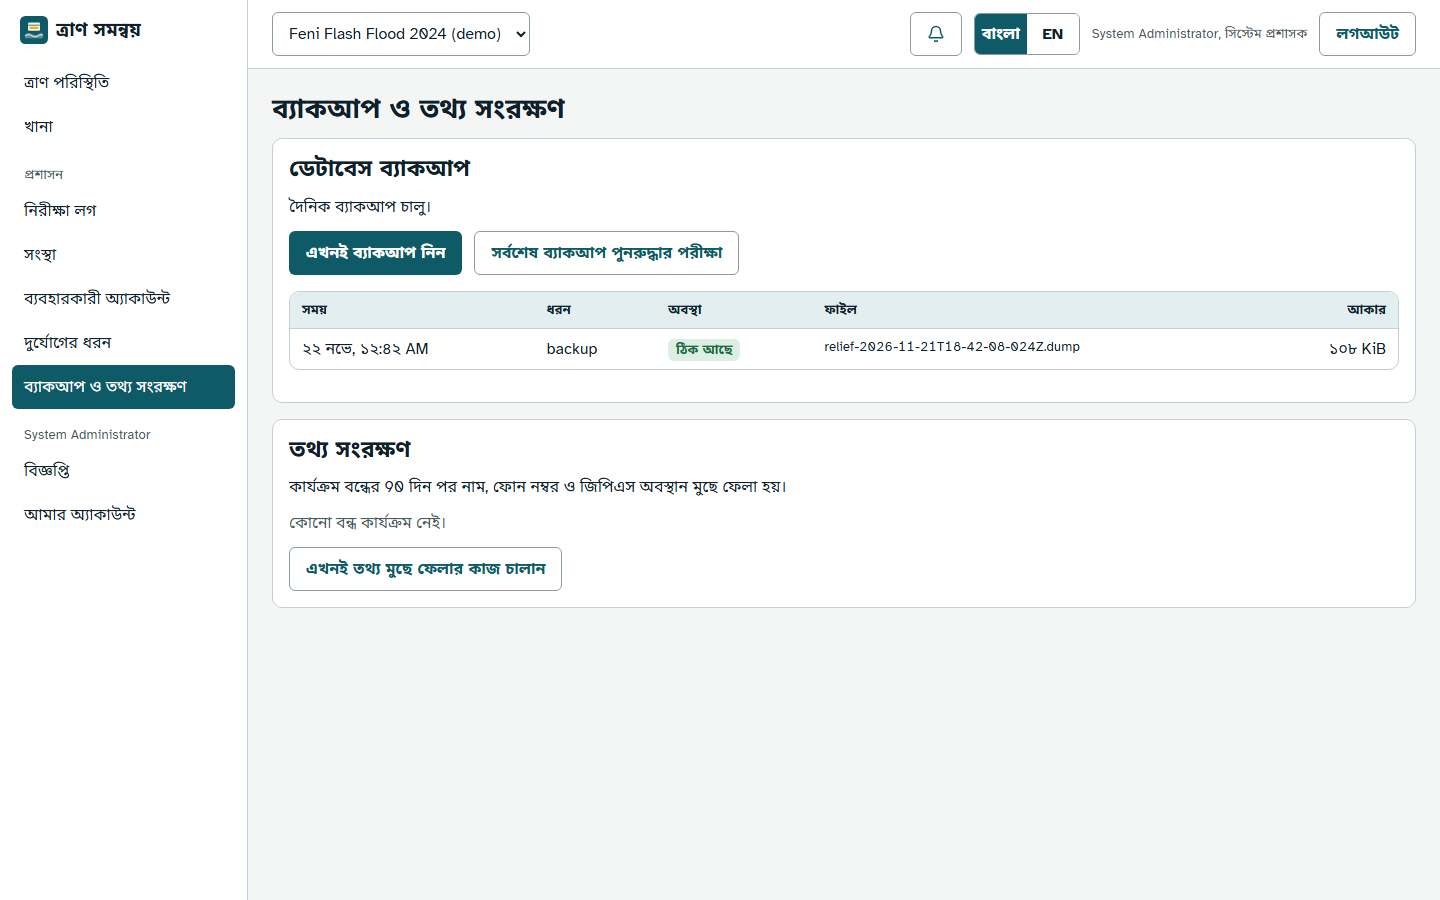 ত্রাণ সমন্বয়
Feni Flash Flood 2024 (demo)
বাংলা
EN
System Administrator, সিস্টেম প্রশাসক
লগআউট
ত্রাণ পরিস্থিতি
খানা
প্রশাসন
নিরীক্ষা লগ
সংস্থা
ব্যবহারকারী অ্যাকাউন্ট
দুর্যোগের ধরন
ব্যাকআপ ও তথ্য সংরক্ষণ
System Administrator
বিজ্ঞপ্তি
আমার অ্যাকাউন্ট
ব্যাকআপ ও তথ্য সংরক্ষণ
ডেটাবেস ব্যাকআপ
দৈনিক ব্যাকআপ চালু।
এখনই ব্যাকআপ নিন
সর্বশেষ ব্যাকআপ পুনরুদ্ধার পরীক্ষা
সময় ধরন অবস্থা ফাইল আকার
২২ নভে, ১২:৪২ AM backup ঠিক আছে relief-2026-11-21T18-42-08-024Z.dump ১০৮ KiB
তথ্য সংরক্ষণ
কার্যক্রম বন্ধের ৯0 দিন পর নাম, ফোন নম্বর ও জিপিএস অবস্থান মুছে ফেলা হয়।
কোনো বন্ধ কার্যক্রম নেই।
এখনই তথ্য মুছে ফেলার কাজ চালান